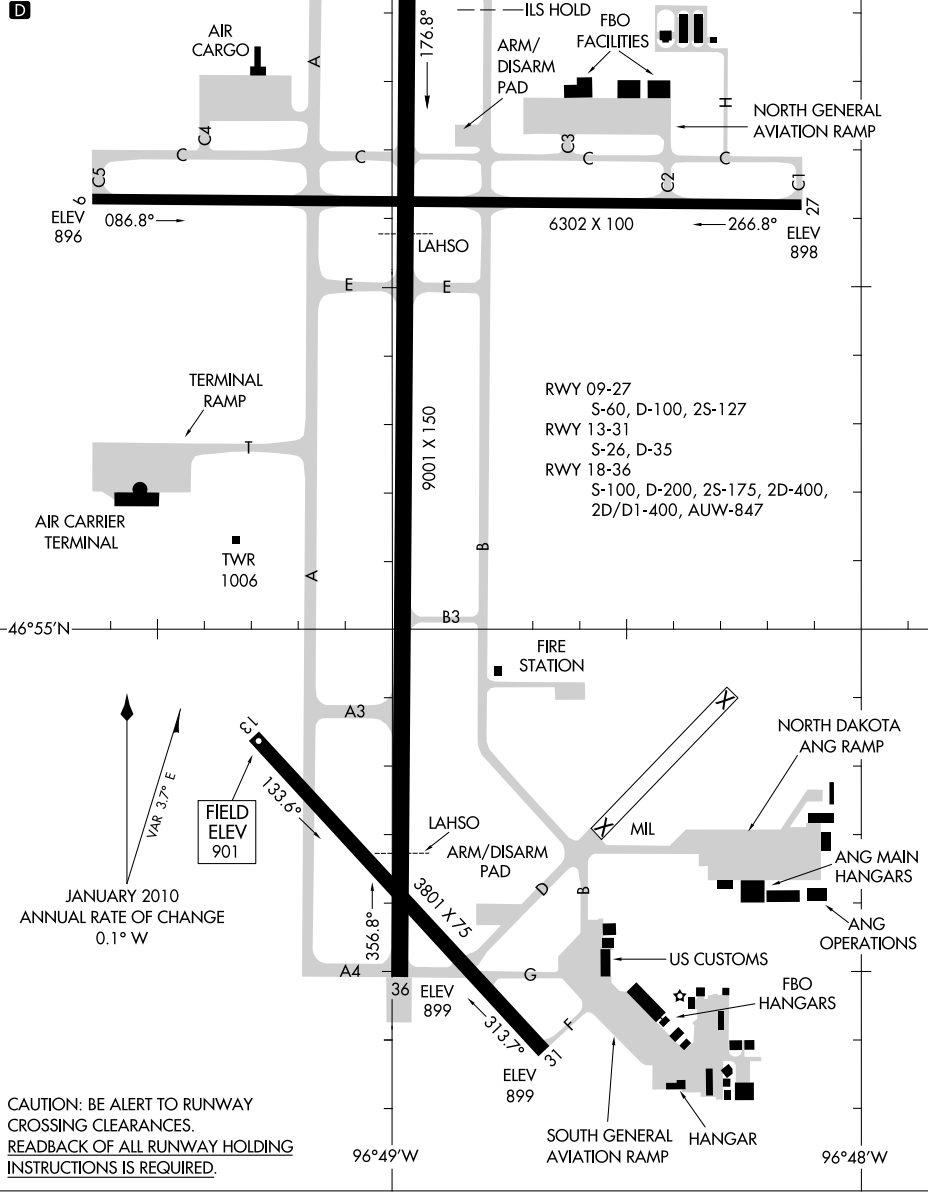 D
ILS HOLD
176.8°
AIR
CARGO
A
ARM/
DISARM
PAD
FBO
FACILITIES
H
NORTH GENERAL
AVIATION RAMP
C4
C3
C
C
C
C
C5
C2
C1
6
27
ELEV
896
086.8°
6302 X 100
266.8°
ELEV
898
LAHSO
E
E
TERMINAL
RAMP
T
9001 X 150
RWY 09-27
S-60, D-100, 2S-127
RWY 13-31
S-26, D-35
RWY 18-36
S-100, D-200, 2S-175, 2D-400,
2D/D1-400, AUW-847
AIR CARRIER
TERMINAL
TWR
1006
A
B
B3
46°55'N
FIRE
STATION
A3
13
X
NORTH DAKOTA
ANG RAMP
VAR 3.7° E
133.6°
FIELD
ELEV
901
LAHSO
X
MIL
ARM/DISARM
PAD
ANG MAIN
HANGARS
JANUARY 2010
ANNUAL RATE OF CHANGE
0.1° W
356.8°
3801 X 75
D
B
ANG
OPERATIONS
US CUSTOMS
A4
G
36
ELEV
899
FBO
HANGARS
313.7°
F
31
ELEV
899
CAUTION: BE ALERT TO RUNWAY
CROSSING CLEARANCES.
READBACK OF ALL RUNWAY HOLDING
INSTRUCTIONS IS REQUIRED.
SOUTH GENERAL
AVIATION RAMP
HANGAR
96°49'W
96°48'W